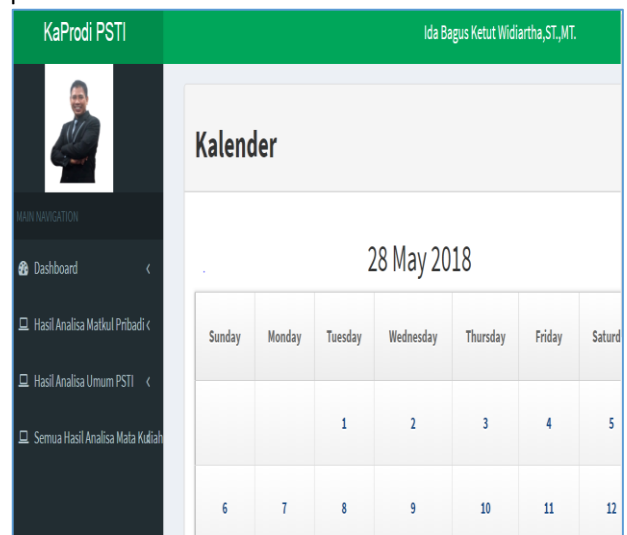 KaProdi PSTI
Ida Bagus Ketut Widiartha,ST.,MT.
MAIN NAVIGATION
Dashboard
Hasil Analisa Matkul Pribadi
Hasil Analisa Umum PSTI
Semua Hasil Analisa Mata Kuliah
Kalender
28 May 2018
Sunday Monday Tuesday Wednesday Thursday Friday Saturd
1 2 3 4 5
6 7 8 9 10 11 12